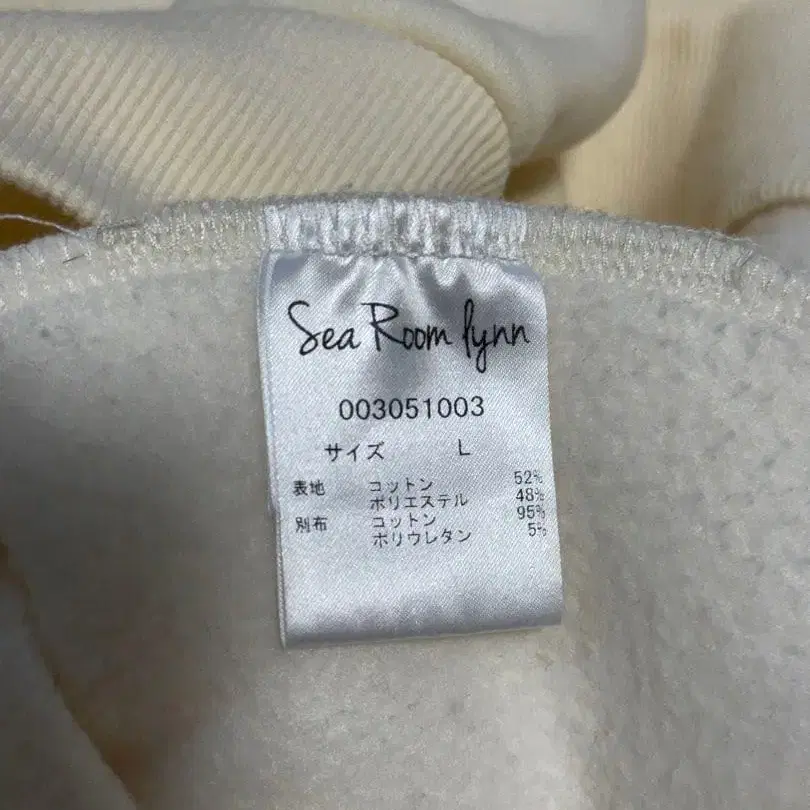 Sea Room lynn
003051003
サイズ L
表地 コットン 52%
ポリエステル 48%
別布 コットン 95%
ポリウレタン 5%